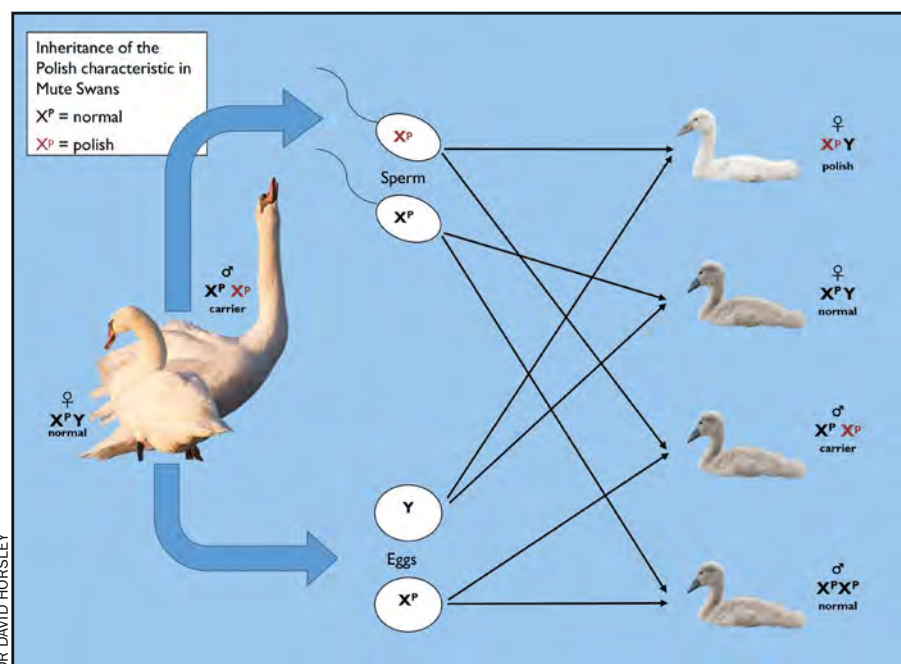 Inheritance of the
Polish characteristic in
Mute Swans
Xᴾ = normal
Xᵖ = polish
Xᵖ
Sperm
Xᴾ
♀
Xᵖ Y
polish
♀
XᴾY
normal
♂
Xᴾ Xᵖ
carrier
♀
XᴾY
normal
♂
Xᴾ Xᵖ
carrier
Y
Eggs
Xᴾ
♂
XᴾXᴾ
normal
DR DAVID HORSLEY